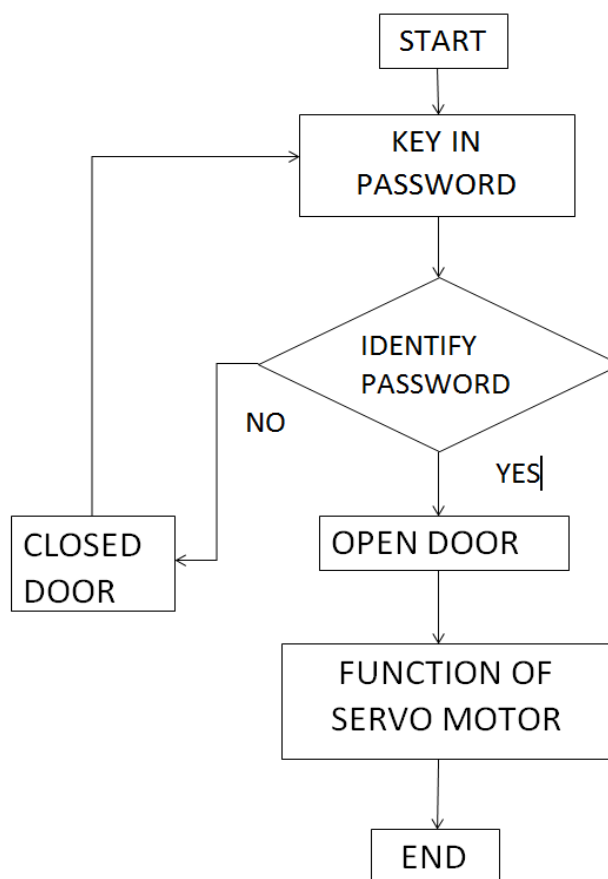 START
KEY IN
PASSWORD
IDENTIFY
PASSWORD
NO
YES
CLOSED
DOOR
OPEN DOOR
FUNCTION OF
SERVO MOTOR
END